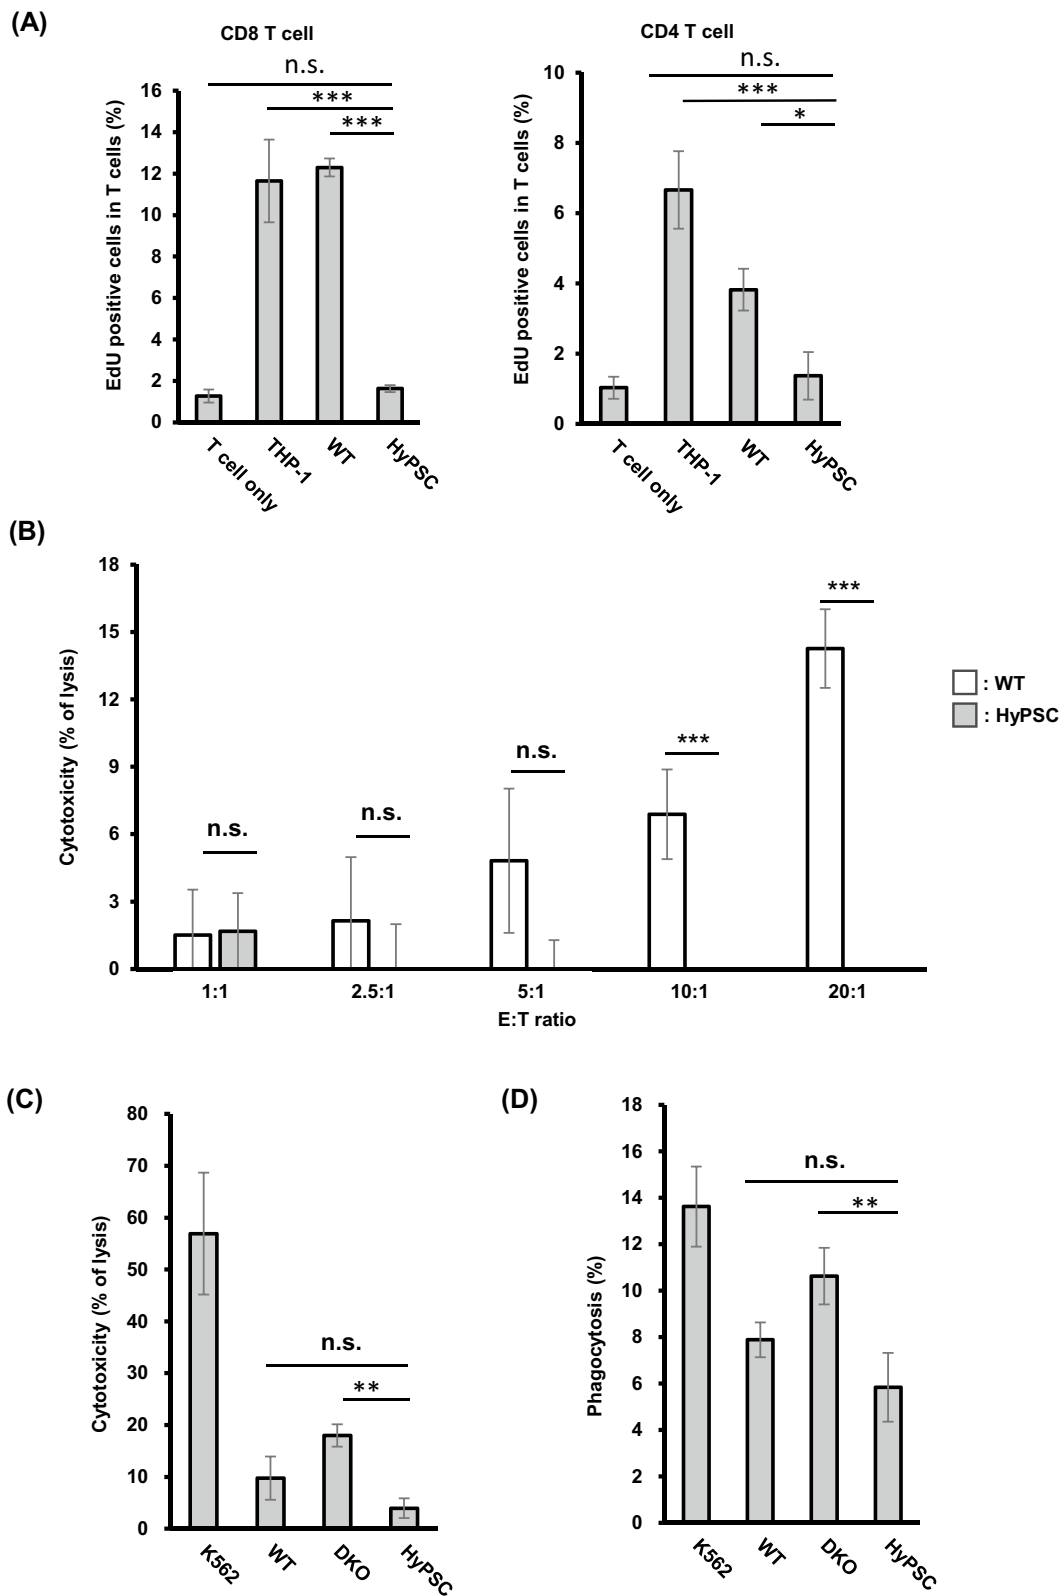 (A)
CD8 T cell
n.s.
***
***
EdU positive cells in T cells (%)
16
14
12
10
8
6
4
2
0
T cell only
THP-1
WT
HyPSC
CD4 T cell
n.s.
***
*
EdU positive cells in T cells (%)
10
8
6
4
2
0
T cell only
THP-1
WT
HyPSC
(B)
Cytotoxicity (% of lysis)
18
15
12
9
6
3
0
n.s.
n.s.
n.s.
***
***
1:1
2.5:1
5:1
10:1
20:1
E:T ratio
: WT
: HyPSC
(C)
Cytotoxicity (% of lysis)
80
70
60
50
40
30
20
10
0
n.s.
**
K562
WT
DKO
HyPSC
(D)
Phagocytosis (%)
18
16
14
12
10
8
6
4
2
0
n.s.
**
K562
WT
DKO
HyPSC